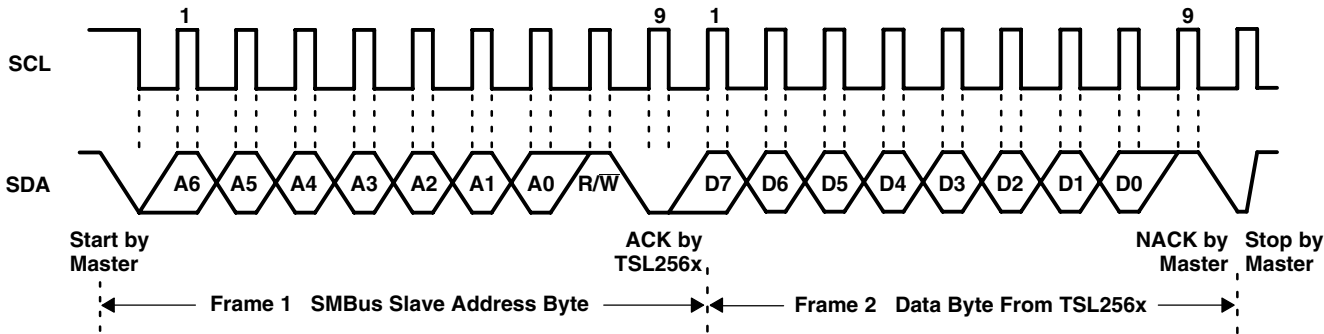 1 9 1 9
SCL
SDA A6 A5 A4 A3 A2 A1 A0 R/W̅ D7 D6 D5 D4 D3 D2 D1 D0
Start by
Master
ACK by
TSL256x
NACK by
Master
Stop by
Master
Frame 1 SMBus Slave Address Byte
Frame 2 Data Byte From TSL256x